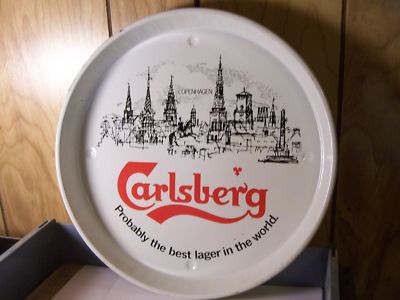 COPENHAGEN
Carlsberg
Probably the best lager in the world.